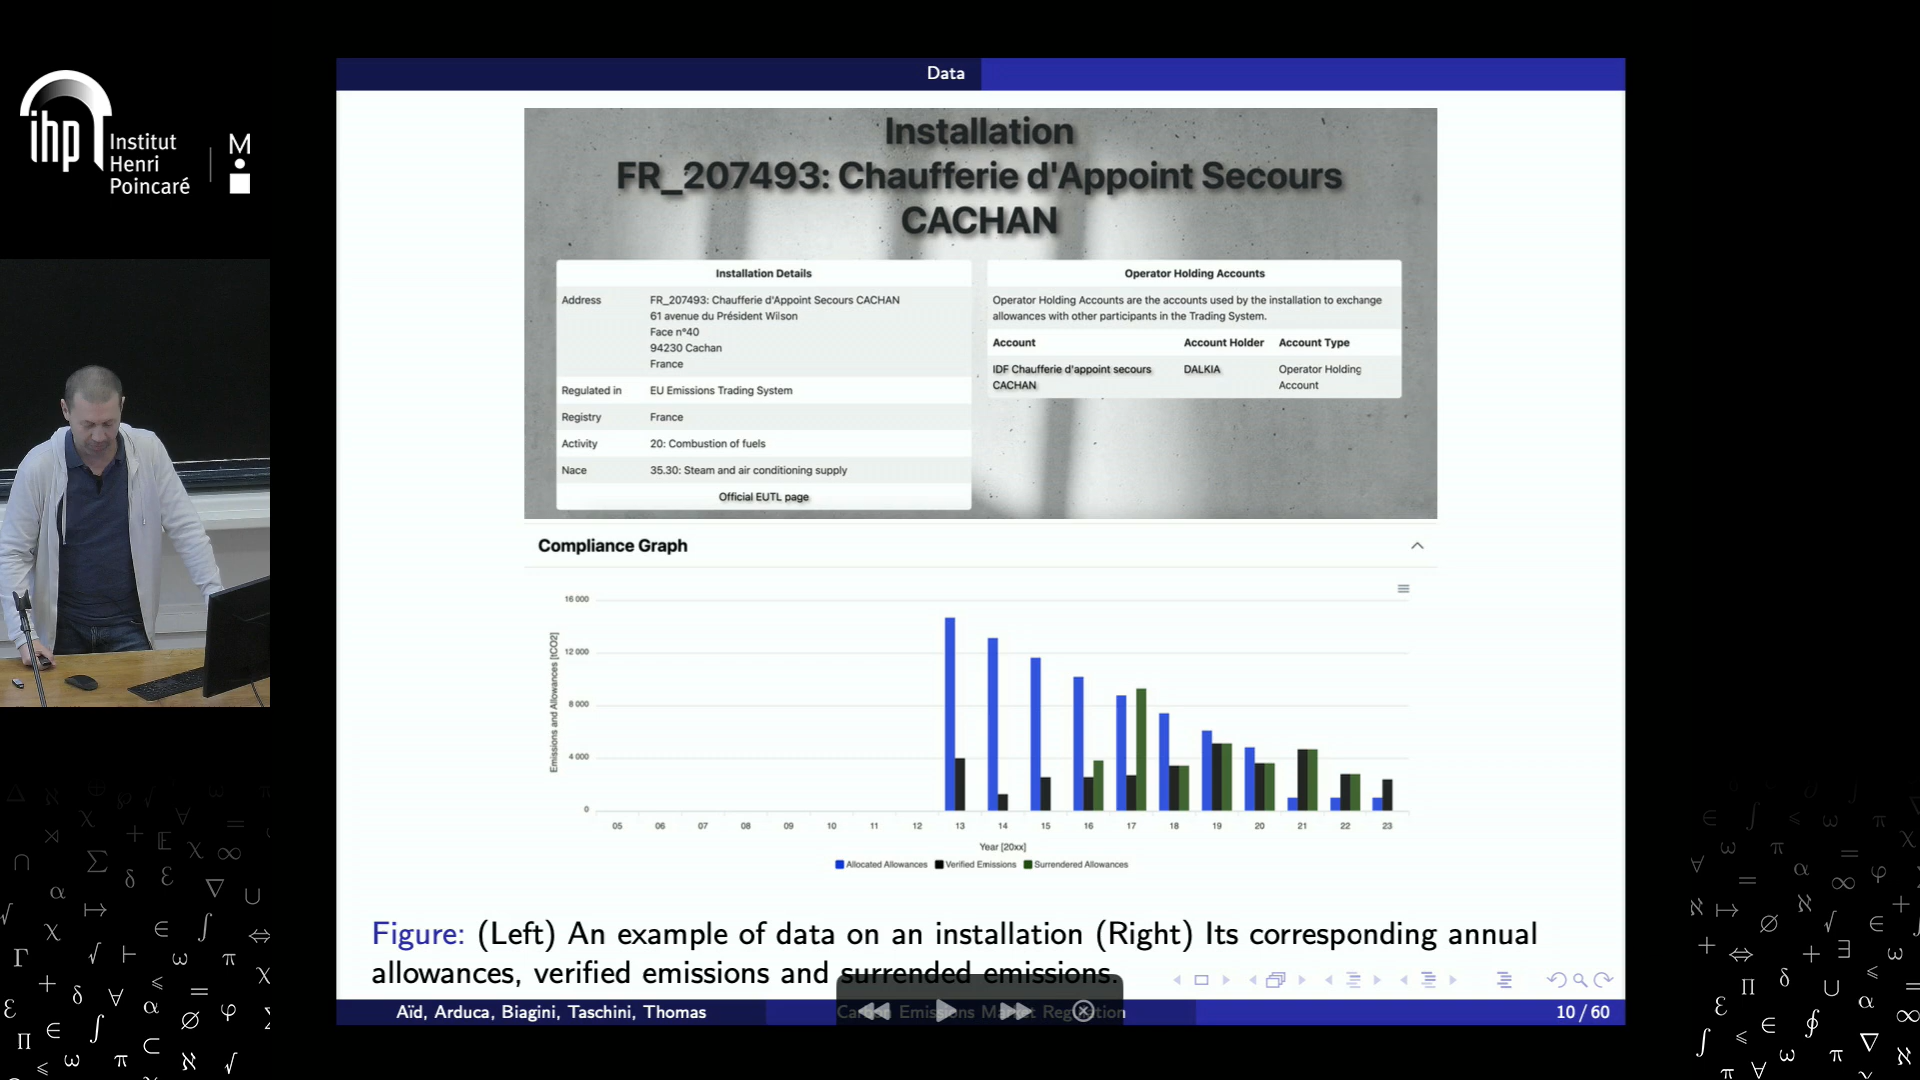 ihp
Institut
Henri
Poincaré
M
Data
Installation
FR_207493: Chaufferie d'Appoint Secours
CACHAN
Installation Details
Address FR_207493: Chaufferie d'Appoint Secours CACHAN
61 avenue du Président Wilson
Face n°40
94230 Cachan
France
Regulated in EU Emissions Trading System
Registry France
Activity 20: Combustion of fuels
Nace 35.30: Steam and air conditioning supply
Official EUTL page
Operator Holding Accounts
Operator Holding Accounts are the accounts used by the installation to exchange
allowances with other participants in the Trading System.
Account Account Holder Account Type
IDF Chaufferie d'appoint secours DALKIA Operator Holding
CACHAN Account
Compliance Graph
Emissions and Allowances [tCO2]
16 000
12 000
8 000
4 000
0
05 06 07 08 09 10 11 12 13 14 15 16 17 18 19 20 21 22 23
Year [20xx]
Allocated Allowances Verified Emissions Surrendered Allowances
Figure: (Left) An example of data on an installation (Right) Its corresponding annual
allowances, verified emissions and surrended emissions.
Aïd, Arduca, Biagini, Taschini, Thomas Carbon Emissions Market Regulation 10 / 60